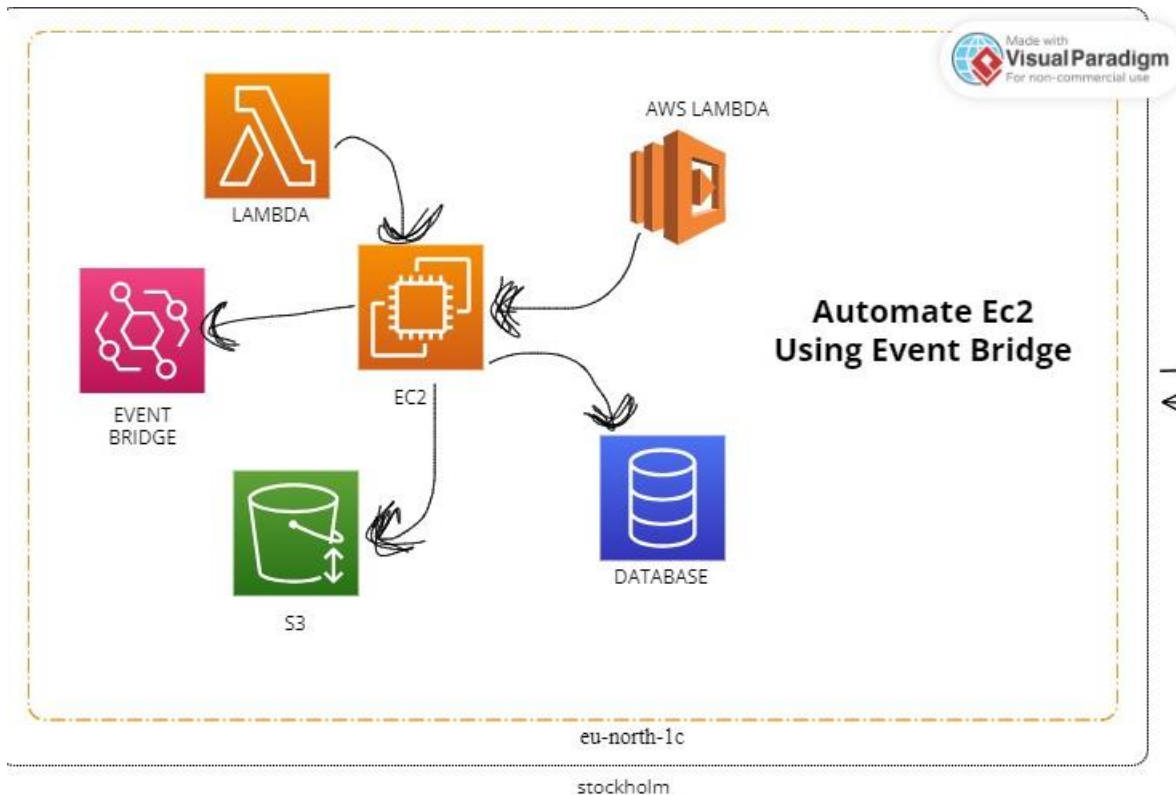 Made with
Visual Paradigm
For non-commercial use
AWS LAMBDA
LAMBDA
Automate Ec2
Using Event Bridge
EC2
EVENT
BRIDGE
DATABASE
S3
eu-north-1c
stockholm